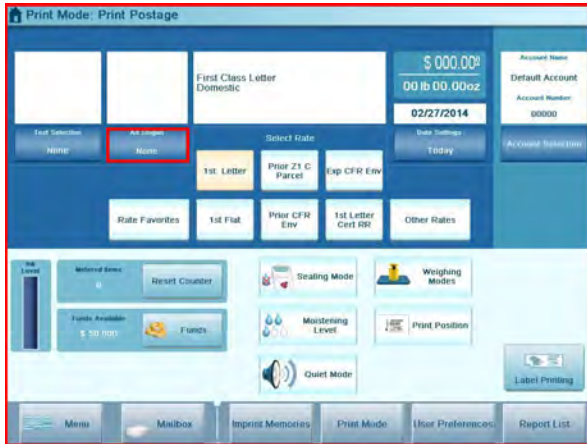 Print Mode: Print Postage
First Class Letter
Domestic
$ 000.00⁰
00 lb 00.00oz
02/27/2014
Account Name
Default Account
Account Number
00000
Text Selection
None
Ad Slogan
None
Select Rate
Date Settings
Today
Account Selection
1st Letter
Prior Z1 C
Parcel
Exp CFR Env
Rate Favorites
1st Flat
Prior CFR
Env
1st Letter
Cert RR
Other Rates
Ink
Level
Metered Items
0
Reset Counter
Sealing Mode
Weighing
Modes
Funds Available
Funds
Moistening
Level
Print Position
Quiet Mode
Label Printing
Menu
Mailbox
Imprint Memories
Print Mode
User Preferences
Report List